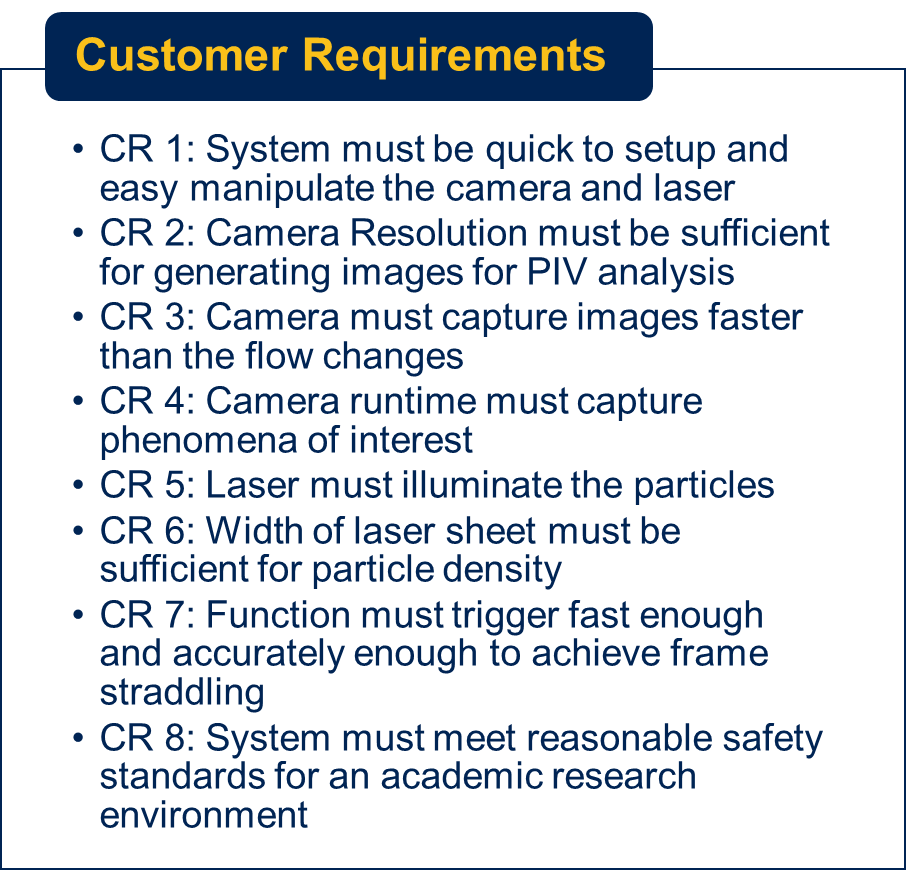 Customer Requirements
• CR 1: System must be quick to setup and
easy manipulate the camera and laser
• CR 2: Camera Resolution must be sufficient
for generating images for PIV analysis
• CR 3: Camera must capture images faster
than the flow changes
• CR 4: Camera runtime must capture
phenomena of interest
• CR 5: Laser must illuminate the particles
• CR 6: Width of laser sheet must be
sufficient for particle density
• CR 7: Function must trigger fast enough
and accurately enough to achieve frame
straddling
• CR 8: System must meet reasonable safety
standards for an academic research
environment